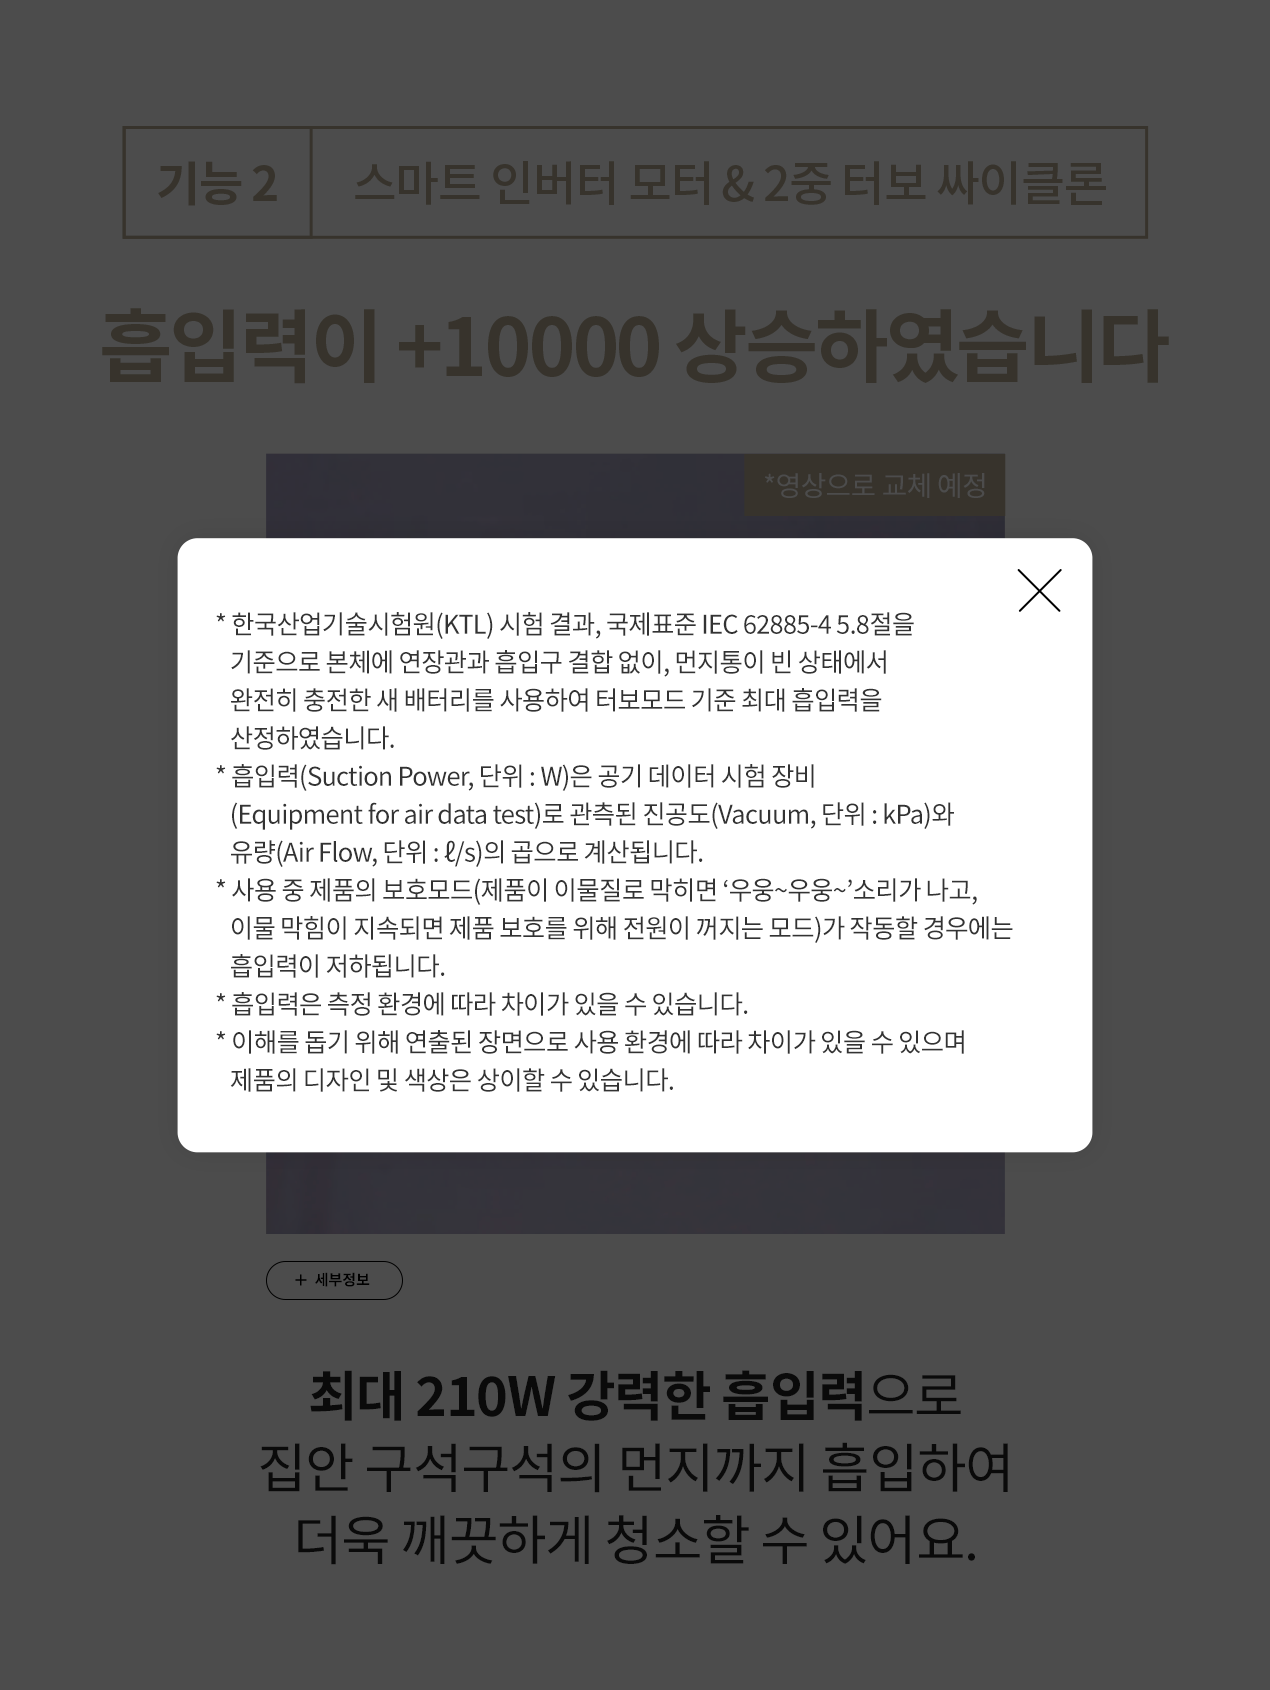 기능 2 스마트 인버터 모터 & 2중 터보 싸이클론
흡입력이 +10000 상승하였습니다
*영상으로 교체 예정
* 한국산업기술시험원(KTL) 시험 결과, 국제표준 IEC 62885-4 5.8절을
기준으로 본체에 연장관과 흡입구 결합 없이, 먼지통이 빈 상태에서
완전히 충전한 새 배터리를 사용하여 터보모드 기준 최대 흡입력을
산정하였습니다.
* 흡입력(Suction Power, 단위 : W)은 공기 데이터 시험 장비
(Equipment for air data test)로 관측된 진공도(Vacuum, 단위 : kPa)와
유량(Air Flow, 단위 : ℓ/s)의 곱으로 계산됩니다.
* 사용 중 제품의 보호모드(제품이 이물질로 막히면 ‘우웅~우웅~’소리가 나고,
이물 막힘이 지속되면 제품 보호를 위해 전원이 꺼지는 모드)가 작동할 경우에는
흡입력이 저하됩니다.
* 흡입력은 측정 환경에 따라 차이가 있을 수 있습니다.
* 이해를 돕기 위해 연출된 장면으로 사용 환경에 따라 차이가 있을 수 있으며
제품의 디자인 및 색상은 상이할 수 있습니다.
+ 세부정보
최대 210W 강력한 흡입력으로
집안 구석구석의 먼지까지 흡입하여
더욱 깨끗하게 청소할 수 있어요.